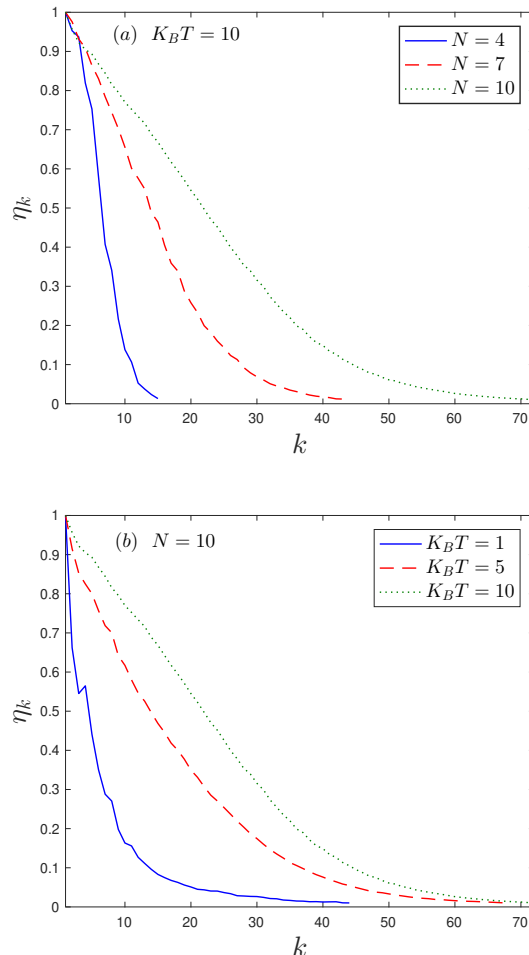 1
(a) K_BT = 10
N = 4
0.9
N = 7
N = 10
0.8
0.7
0.6
η_k
0.5
0.4
0.3
0.2
0.1
0
10 20 30 40 50 60 70
k
1
(b) N = 10
K_BT = 1
0.9
K_BT = 5
K_BT = 10
0.8
0.7
0.6
η_k
0.5
0.4
0.3
0.2
0.1
0
10 20 30 40 50 60 70
k